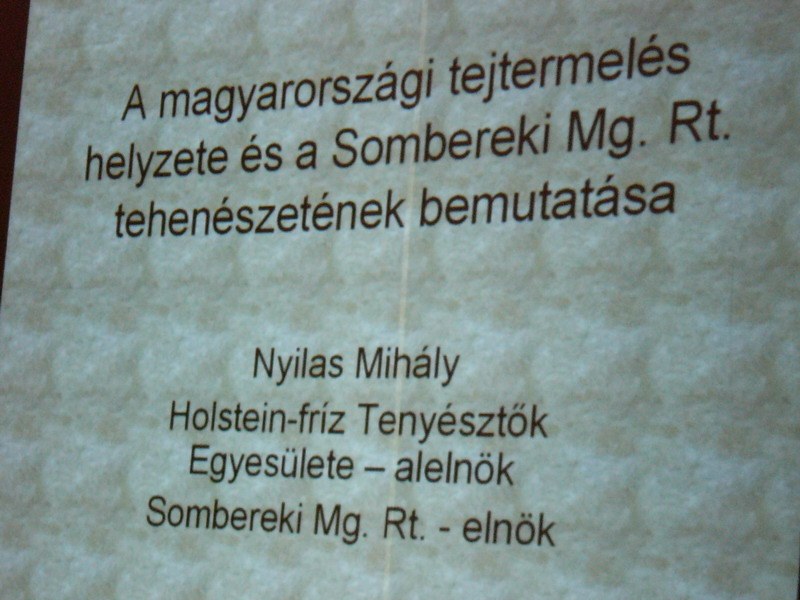 A magyarországi tejtermelés
helyzete és a Sombereki Mg. Rt.
tehenészetének bemutatása
Nyilas Mihály
Holstein-fríz Tenyésztők
Egyesülete – alelnök
Sombereki Mg. Rt. - elnök